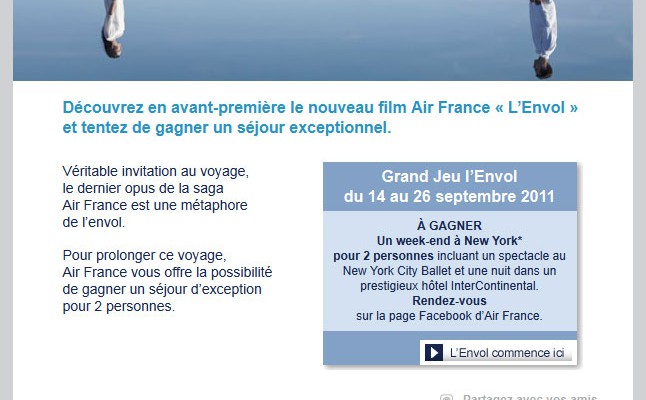 Découvrez en avant-première le nouveau film Air France « L’Envol »
et tentez de gagner un séjour exceptionnel.
Véritable invitation au voyage,
le dernier opus de la saga
Air France est une métaphore
de l’envol.
Pour prolonger ce voyage,
Air France vous offre la possibilité
de gagner un séjour d’exception
pour 2 personnes.
Grand Jeu l’Envol
du 14 au 26 septembre 2011
À GAGNER
Un week-end à New York*
pour 2 personnes incluant un spectacle au
New York City Ballet et une nuit dans un
prestigieux hôtel InterContinental.
Rendez-vous
sur la page Facebook d’Air France.
L’Envol commence ici
Partagez avec vos amis